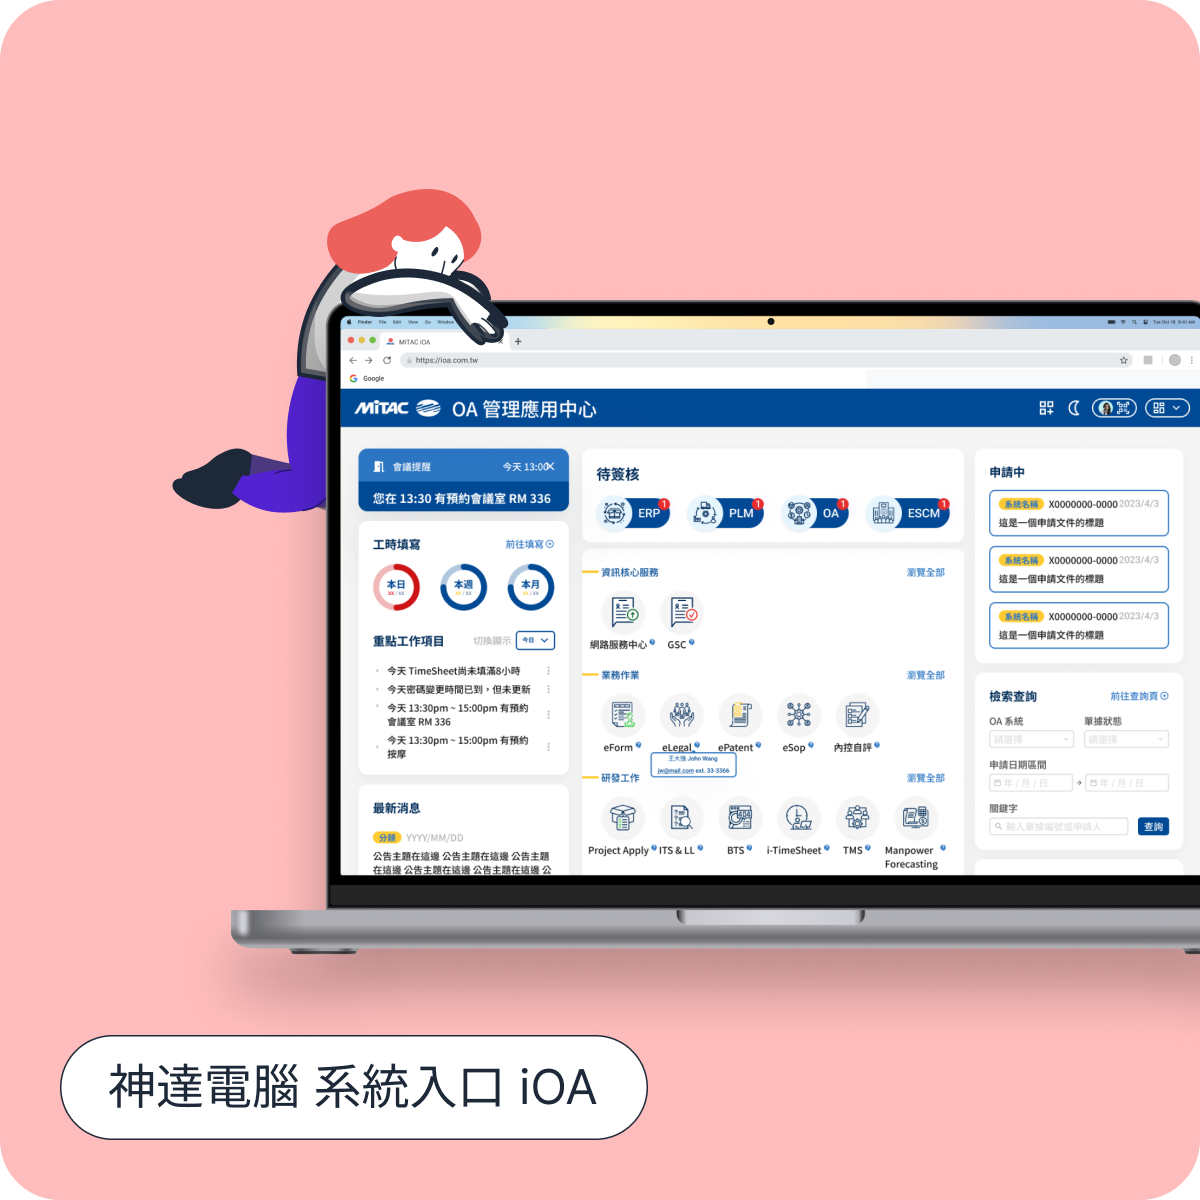 Finder File Edit View Go Window
Tue Oct 18 9:41 AM
MiTAC iOA
https://ioa.com.tw
Google
MiTAC OA 管理應用中心
會議提醒 今天 13:00
您在 13:30 有預約會議室 RM 336
工時填寫 前往填寫
本日 本週 本月
XX / XX XX / XX XX / XX
重點工作項目 切換顯示 今日
今天 TimeSheet尚未填滿8小時
今天密碼變更時間已到，但未更新
今天 13:30pm ~ 15:00pm 有預約
會議室 RM 336
今天 13:30pm ~ 15:00pm 有預約
按摩
最新消息
分類 YYYY/MM/DD
公告主題在這邊 公告主題在這邊 公告主題
在這邊 公告主題在這邊 公告主題在這邊 公
待簽核
ERP 1 PLM 1 OA 1 ESCM 1
資訊核心服務 瀏覽全部
網路服務中心 GSC
業務作業 瀏覽全部
eForm eLegal ePatent eSop 內控自評
王大強 John Wang
jw@mail.com ext. 33-3366
研發工作 瀏覽全部
Project Apply ITS & LL BTS i-TimeSheet TMS Manpower
Forecasting
申請中
系統名稱 X0000000-0000 2023/4/3
這是一個申請文件的標題
系統名稱 X0000000-0000 2023/4/3
這是一個申請文件的標題
系統名稱 X0000000-0000 2023/4/3
這是一個申請文件的標題
檢索查詢 前往查詢頁
OA 系統 單據狀態
請選擇 請選擇
申請日期區間
年 / 月 / 日 年 / 月 / 日
關鍵字
輸入單據編號或申請人 查詢
神達電腦 系統入口 iOA